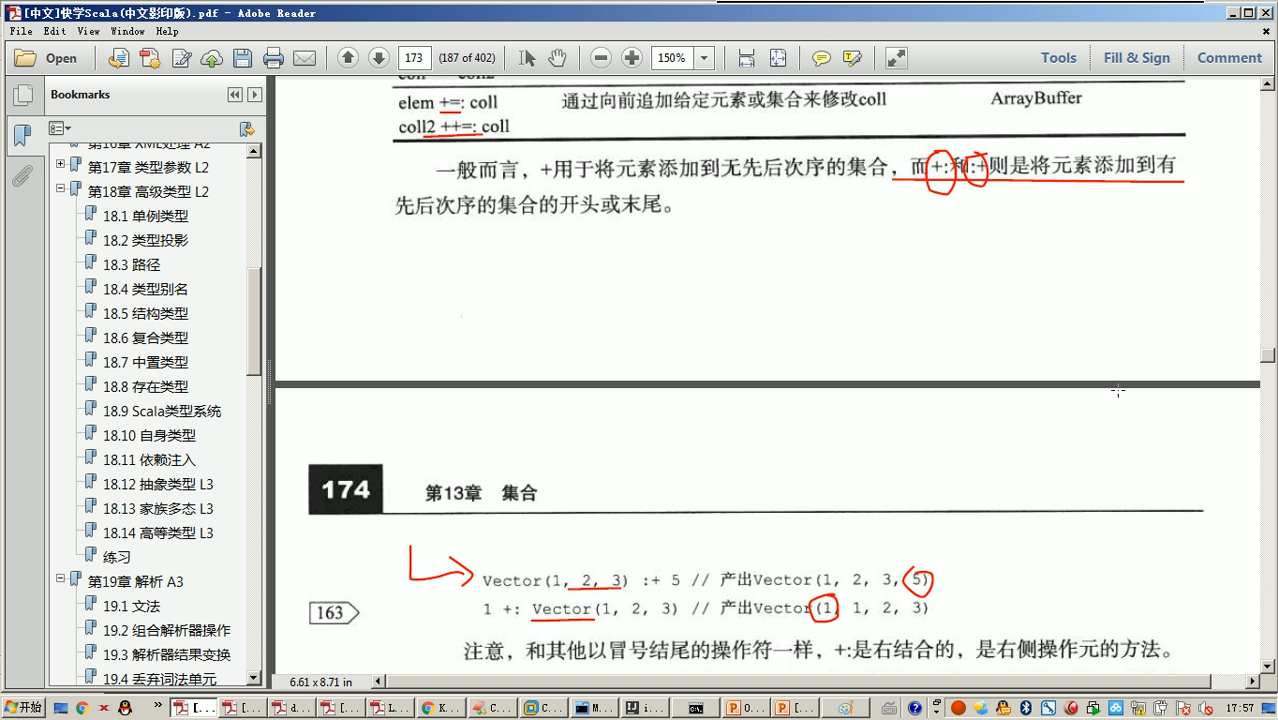 [中文]快学Scala(中文影印版).pdf - Adobe Reader
File Edit View Window Help
Open 173 (187 of 402) 150% Tools Fill & Sign Comment
Bookmarks
第17章 类型参数 L2
第18章 高级类型 L2
18.1 单例类型
18.2 类型投影
18.3 路径
18.4 类型别名
18.5 结构类型
18.6 复合类型
18.7 中置类型
18.8 存在类型
18.9 Scala类型系统
18.10 自身类型
18.11 依赖注入
18.12 抽象类型 L3
18.13 家族多态 L3
18.14 高等类型 L3
练习
第19章 解析 A3
19.1 文法
19.2 组合解析器操作
19.3 解析器结果变换
19.4 丢弃词法单元
elem +=: coll 通过向前追加给定元素或集合来修改coll ArrayBuffer
coll2 ++=: coll
一般而言，+用于将元素添加到无先后次序的集合，而+:和:+则是将元素添加到有
先后次序的集合的开头或末尾。
174 第13章 集合
Vector(1, 2, 3) :+ 5 // 产出Vector(1, 2, 3, 5)
163 1 +: Vector(1, 2, 3) // 产出Vector(1, 1, 2, 3)
注意，和其他以冒号结尾的操作符一样，+:是右结合的，是右侧操作元的方法。
6.61 x 8.71 in
开始 [... [... d... [... L... K... C... C... M... i... O... [... 17:57